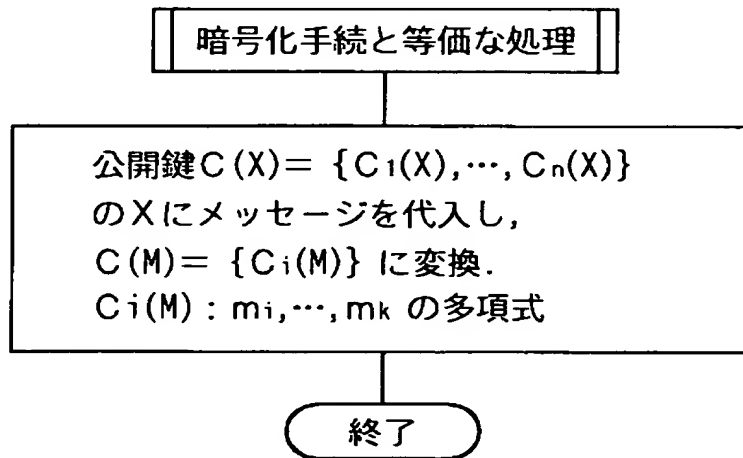 暗号化手続と等価な処理
公開鍵C(X)= {C1(X),…,Cn(X)}
のXにメッセージを代入し,
C(M)= {Ci(M)} に変換.
Ci(M) : mi,…,mk の多項式
終了